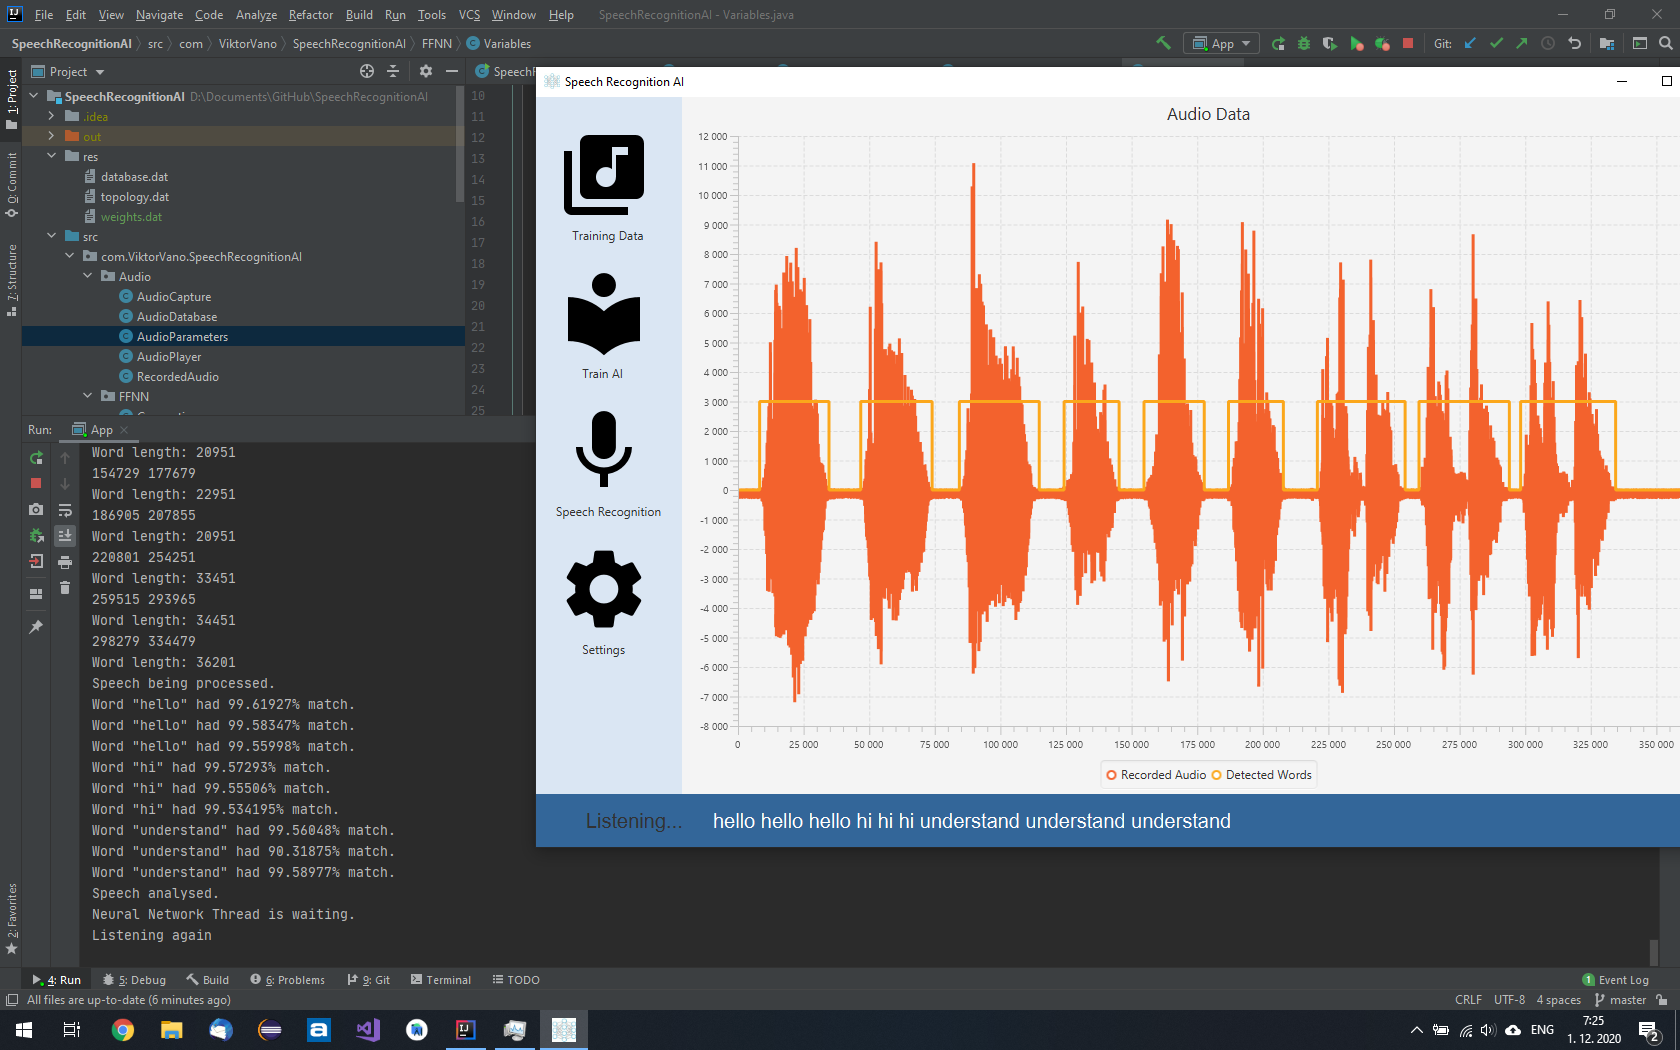 File Edit View Navigate Code Analyze Refactor Build Run Tools VCS Window Help SpeechRecognitionAI - Variables.java
SpeechRecognitionAI src com ViktorVano SpeechRecognitionAI FFNN Variables
App
Git:
1: Project
0: Commit
7: Structure
2: Favorites
Project
SpeechRecognitionAI D:\Documents\GitHub\SpeechRecognitionAI
.idea
out
res
database.dat
topology.dat
weights.dat
src
com.ViktorVano.SpeechRecognitionAI
Audio
AudioCapture
AudioDatabase
AudioParameters
AudioPlayer
RecordedAudio
FFNN
10
11
12
13
14
15
16
17
18
19
20
21
22
23
24
25
Run: App
Word length: 20951
154729 177679
Word length: 22951
186905 207855
Word length: 20951
220801 254251
Word length: 33451
259515 293965
Word length: 34451
298279 334479
Word length: 36201
Speech being processed.
Word "hello" had 99.61927% match.
Word "hello" had 99.58347% match.
Word "hello" had 99.55998% match.
Word "hi" had 99.57293% match.
Word "hi" had 99.55506% match.
Word "hi" had 99.534195% match.
Word "understand" had 99.56048% match.
Word "understand" had 90.31875% match.
Word "understand" had 99.58977% match.
Speech analysed.
Neural Network Thread is waiting.
Listening again
Speech Recognition AI
Training Data
Train AI
Speech Recognition
Settings
Audio Data
12 000
11 000
10 000
9 000
8 000
7 000
6 000
5 000
4 000
3 000
2 000
1 000
0
-1 000
-2 000
-3 000
-4 000
-5 000
-6 000
-7 000
-8 000
0 25 000 50 000 75 000 100 000 125 000 150 000 175 000 200 000 225 000 250 000 275 000 300 000 325 000 350 000
Recorded Audio Detected Words
Listening... hello hello hello hi hi hi understand understand understand
4: Run 5: Debug Build 6: Problems 9: Git Terminal TODO 1 Event Log
All files are up-to-date (6 minutes ago) CRLF UTF-8 4 spaces master
ENG
7:25
1. 12. 2020
2